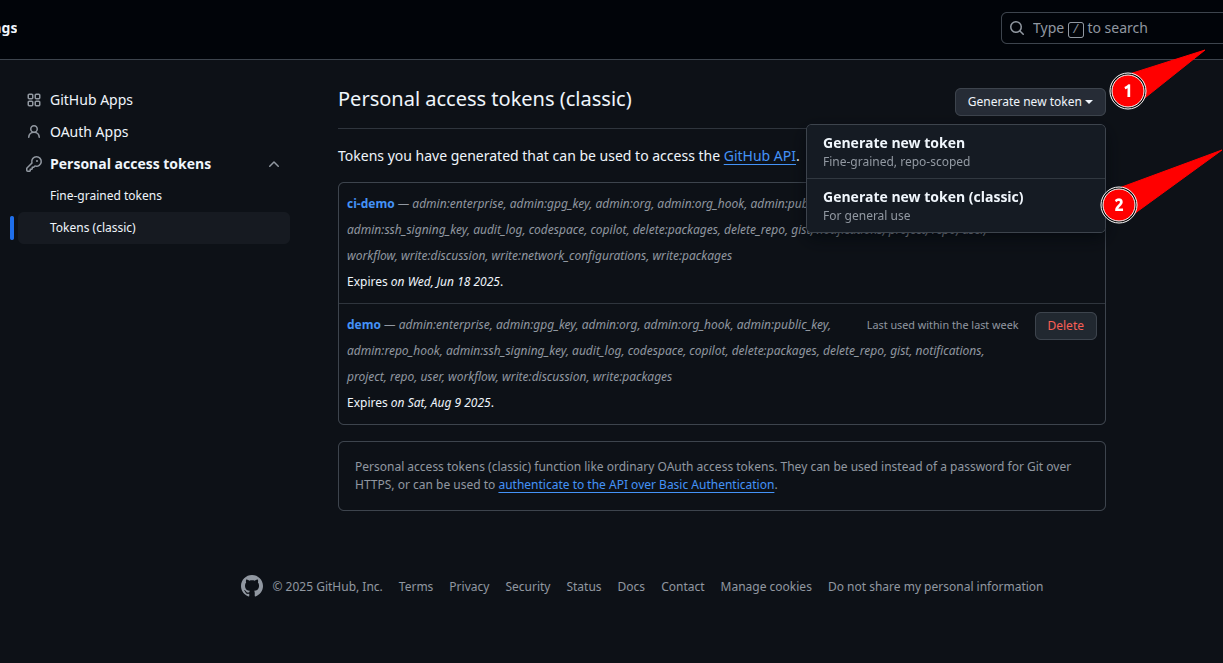 gs
Type / to search
GitHub Apps
OAuth Apps
Personal access tokens
Fine-grained tokens
Tokens (classic)
Personal access tokens (classic)
Generate new token
1
Generate new token
Fine-grained, repo-scoped
Generate new token (classic)
For general use
2
Tokens you have generated that can be used to access the GitHub API.
ci-demo — admin:enterprise, admin:gpg_key, admin:org, admin:org_hook,
admin:ssh_signing_key, audit_log, codespace, copilot, delete:packages, delete_repo,
workflow, write:discussion, write:network_configurations, write:packages
Expires on Wed, Jun 18 2025.
demo — admin:enterprise, admin:gpg_key, admin:org, admin:org_hook, admin:public_key,
Last used within the last week
Delete
admin:repo_hook, admin:ssh_signing_key, audit_log, codespace, copilot, delete:packages, delete_repo, gist, notifications,
project, repo, user, workflow, write:discussion, write:packages
Expires on Sat, Aug 9 2025.
Personal access tokens (classic) function like ordinary OAuth access tokens. They can be used instead of a password for Git over
HTTPS, or can be used to authenticate to the API over Basic Authentication.
© 2025 GitHub, Inc. Terms Privacy Security Status Docs Contact Manage cookies Do not share my personal information